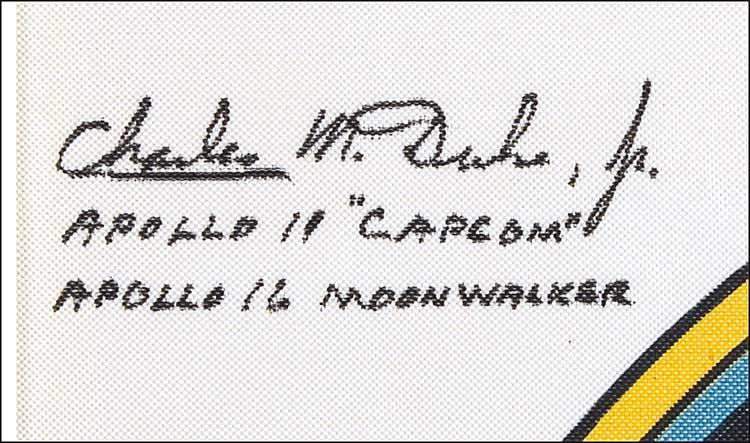 Charles M. Duke, Jr.
APOLLO 11 "CAPCOM"
APOLLO 16 MOONWALKER